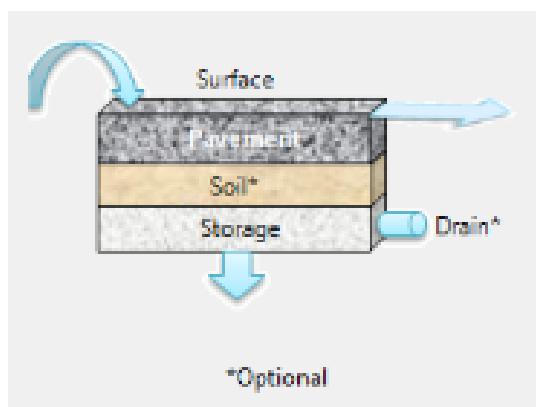 Surface
Pavement
Soil*
Storage
Drain*
*Optional